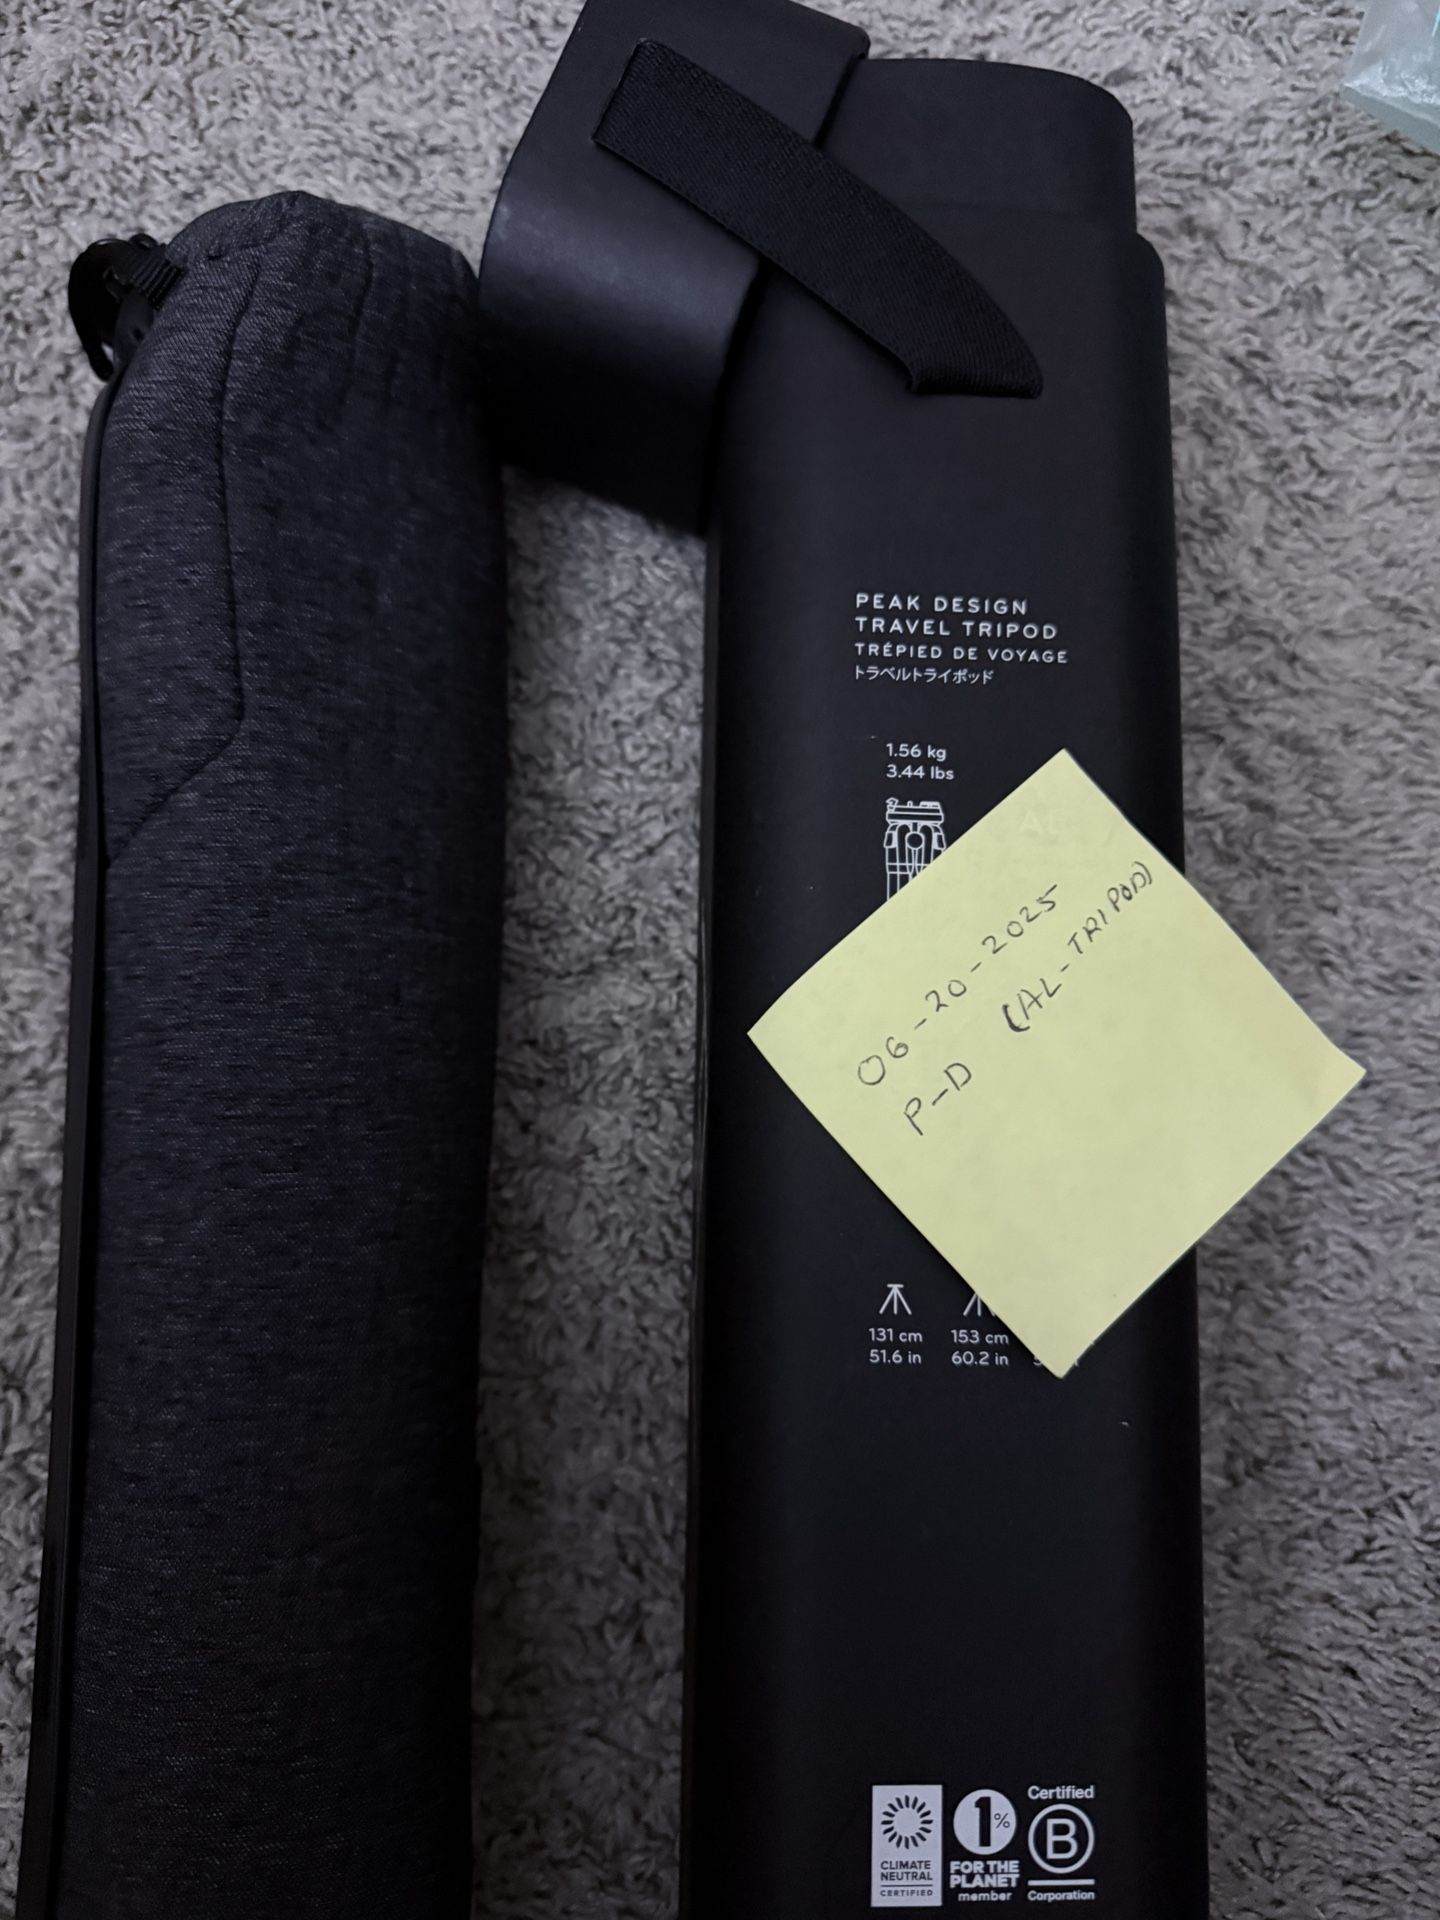 PEAK DESIGN
TRAVEL TRIPOD
TRÉPIED DE VOYAGE
トラベルトライポッド
1.56 kg
3.44 lbs
06-20-2025
P-D (AL-TRIPOD)
131 cm 153 cm
51.6 in 60.2 in
CLIMATE
NEUTRAL
CERTIFIED
1%
FOR THE
PLANET
member
Certified
B
Corporation